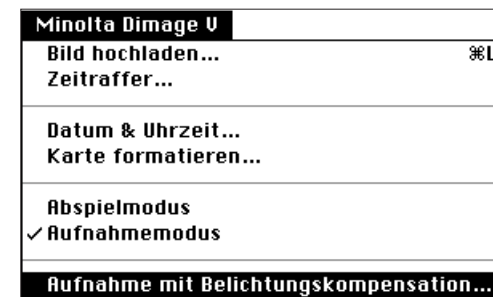 Minolta Dimage V
Bild hochladen... ⌘L
Zeitraffer...
Datum & Uhrzeit...
Karte formatieren...
Abspielmodus
✓ Aufnahmemodus
Aufnahme mit Belichtungskompensation...